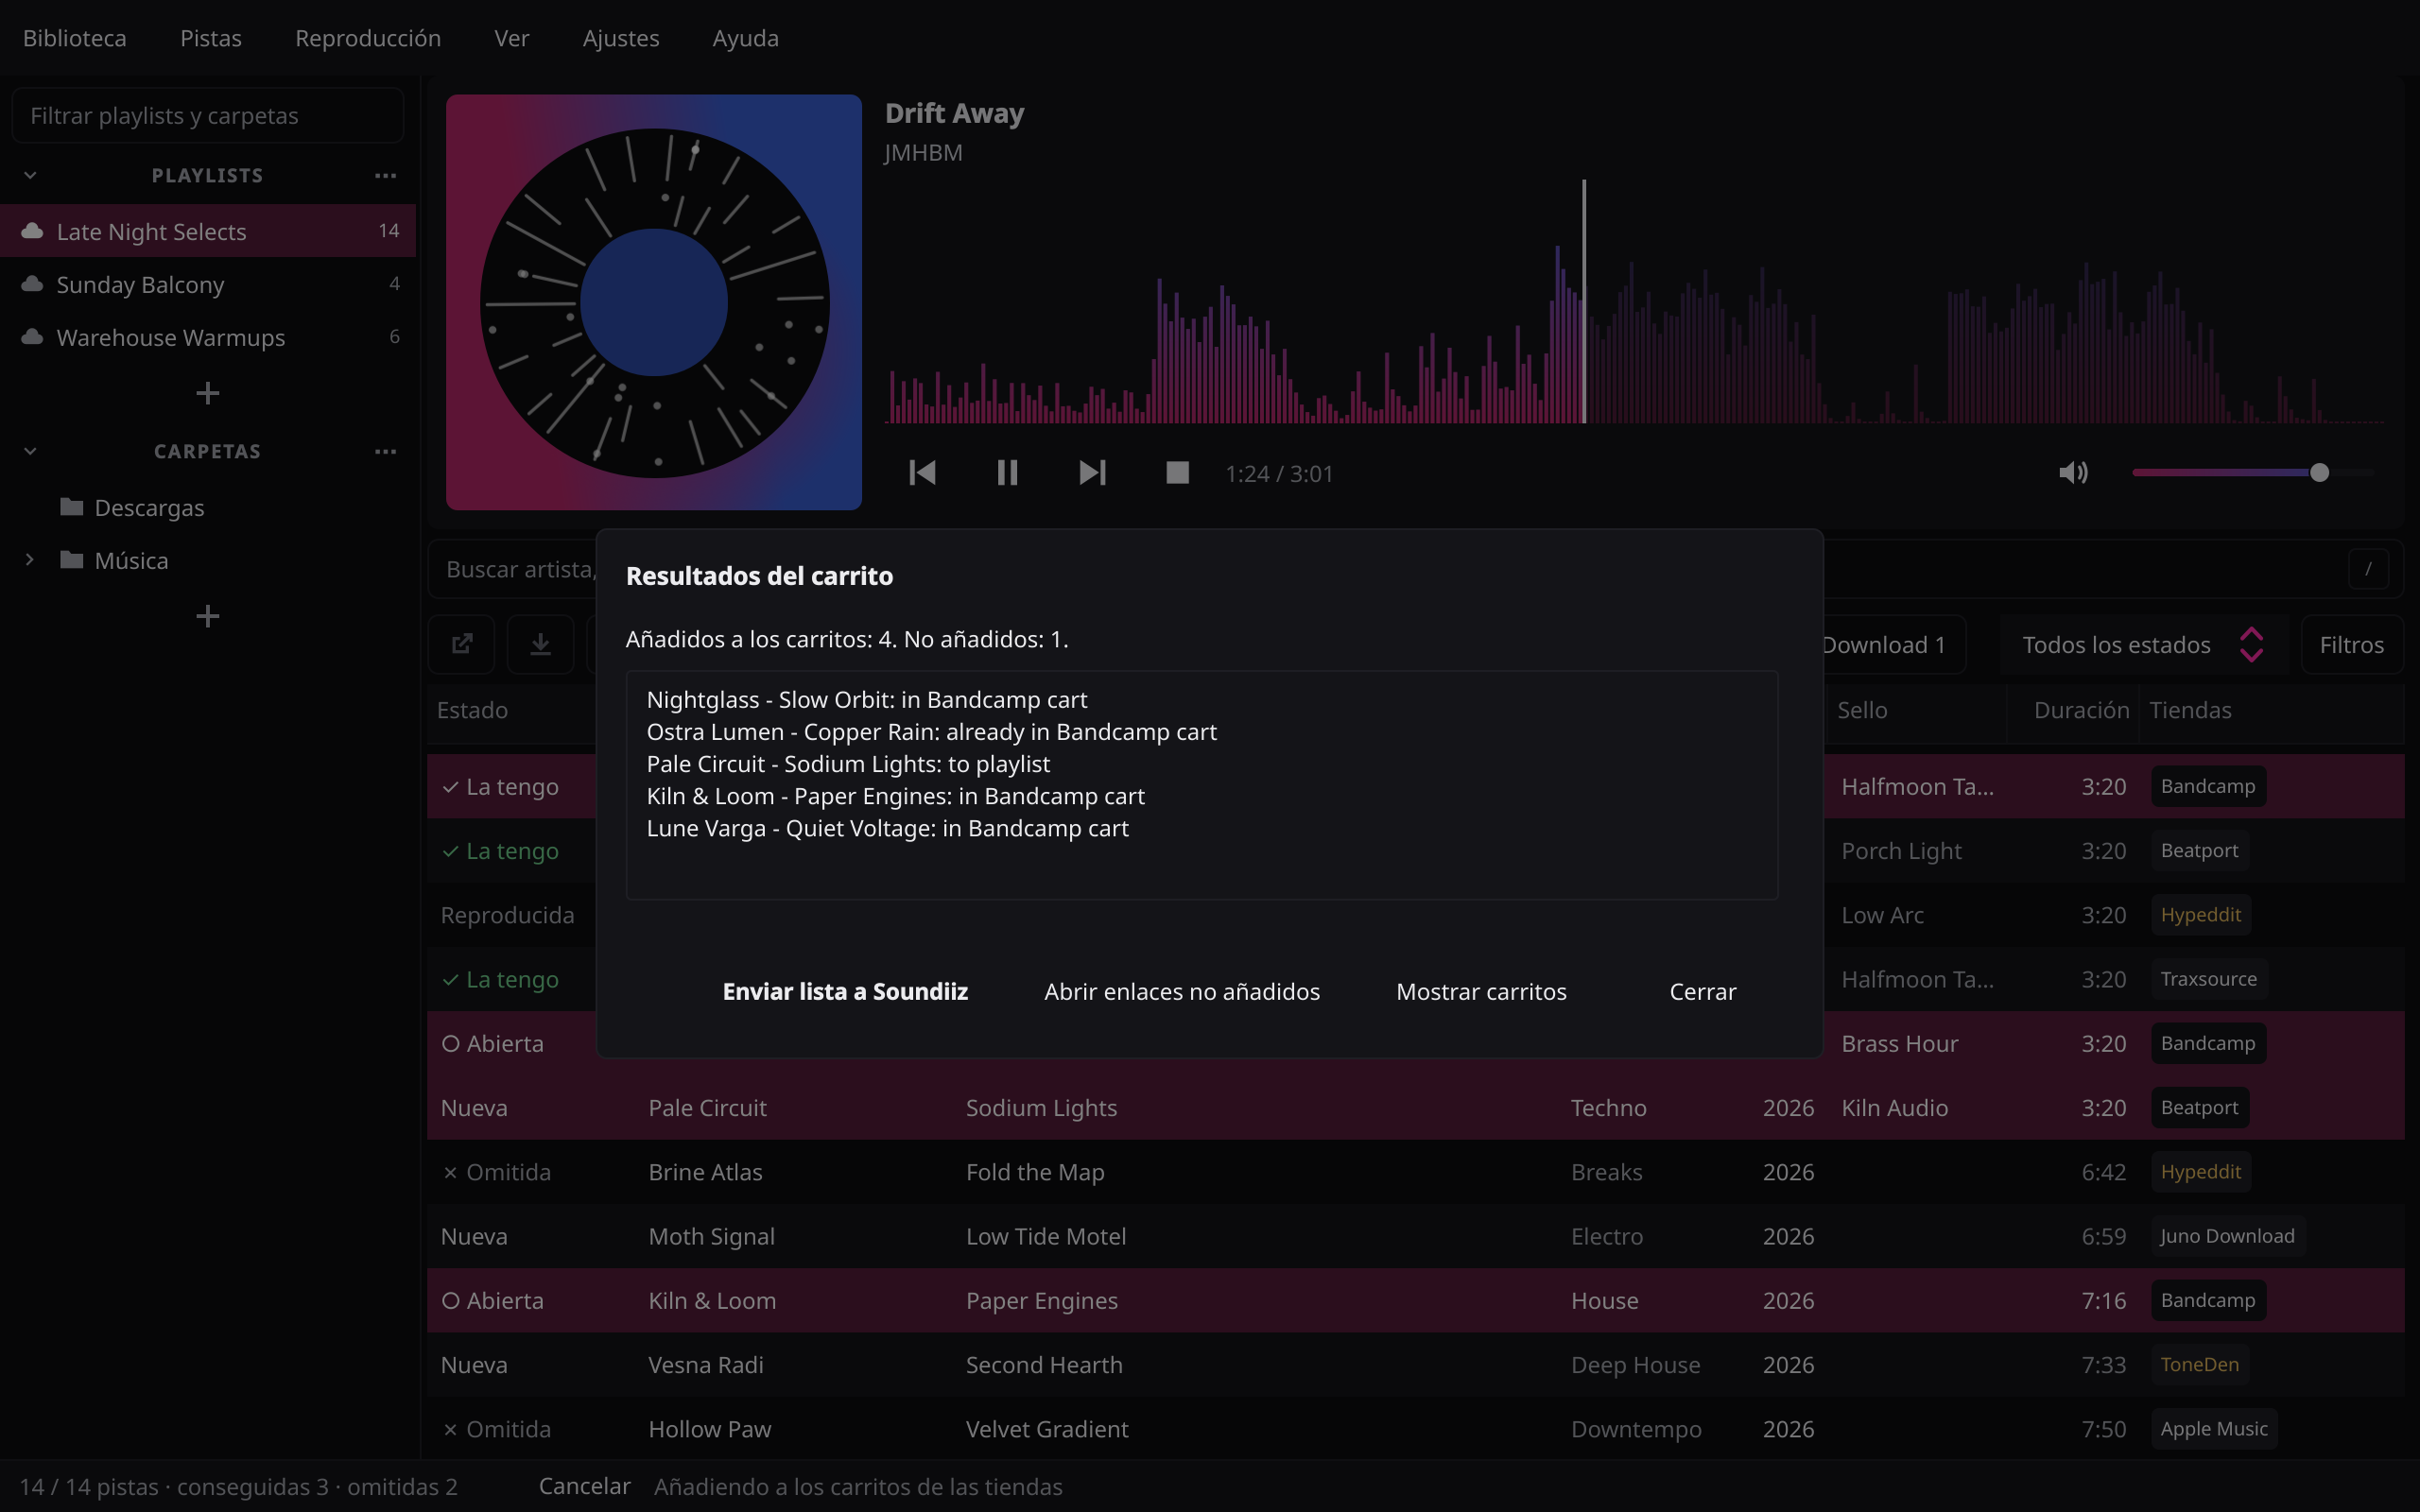 Biblioteca Pistas Reproducción Ver Ajustes Ayuda
Filtrar playlists y carpetas
PLAYLISTS ...
Late Night Selects 14
Sunday Balcony 4
Warehouse Warmups 6
CARPETAS ...
Descargas
Música
Drift Away
JMHBM
1:24 / 3:01
Buscar artista,
/
Download 1 Todos los estados Filtros
Estado Sello Duración Tiendas
La tengo Halfmoon Ta... 3:20 Bandcamp
La tengo Porch Light 3:20 Beatport
Reproducida Low Arc 3:20 Hypeddit
La tengo Halfmoon Ta... 3:20 Traxsource
Abierta Brass Hour 3:20 Bandcamp
Nueva Pale Circuit Sodium Lights Techno 2026 Kiln Audio 3:20 Beatport
Omitida Brine Atlas Fold the Map Breaks 2026 6:42 Hypeddit
Nueva Moth Signal Low Tide Motel Electro 2026 6:59 Juno Download
Abierta Kiln & Loom Paper Engines House 2026 7:16 Bandcamp
Nueva Vesna Radi Second Hearth Deep House 2026 7:33 ToneDen
Omitida Hollow Paw Velvet Gradient Downtempo 2026 7:50 Apple Music
Resultados del carrito
Añadidos a los carritos: 4. No añadidos: 1.
Nightglass - Slow Orbit: in Bandcamp cart
Ostra Lumen - Copper Rain: already in Bandcamp cart
Pale Circuit - Sodium Lights: to playlist
Kiln & Loom - Paper Engines: in Bandcamp cart
Lune Varga - Quiet Voltage: in Bandcamp cart
Enviar lista a Soundiiz Abrir enlaces no añadidos Mostrar carritos Cerrar
14 / 14 pistas · conseguidas 3 · omitidas 2 Cancelar Añadiendo a los carritos de las tiendas